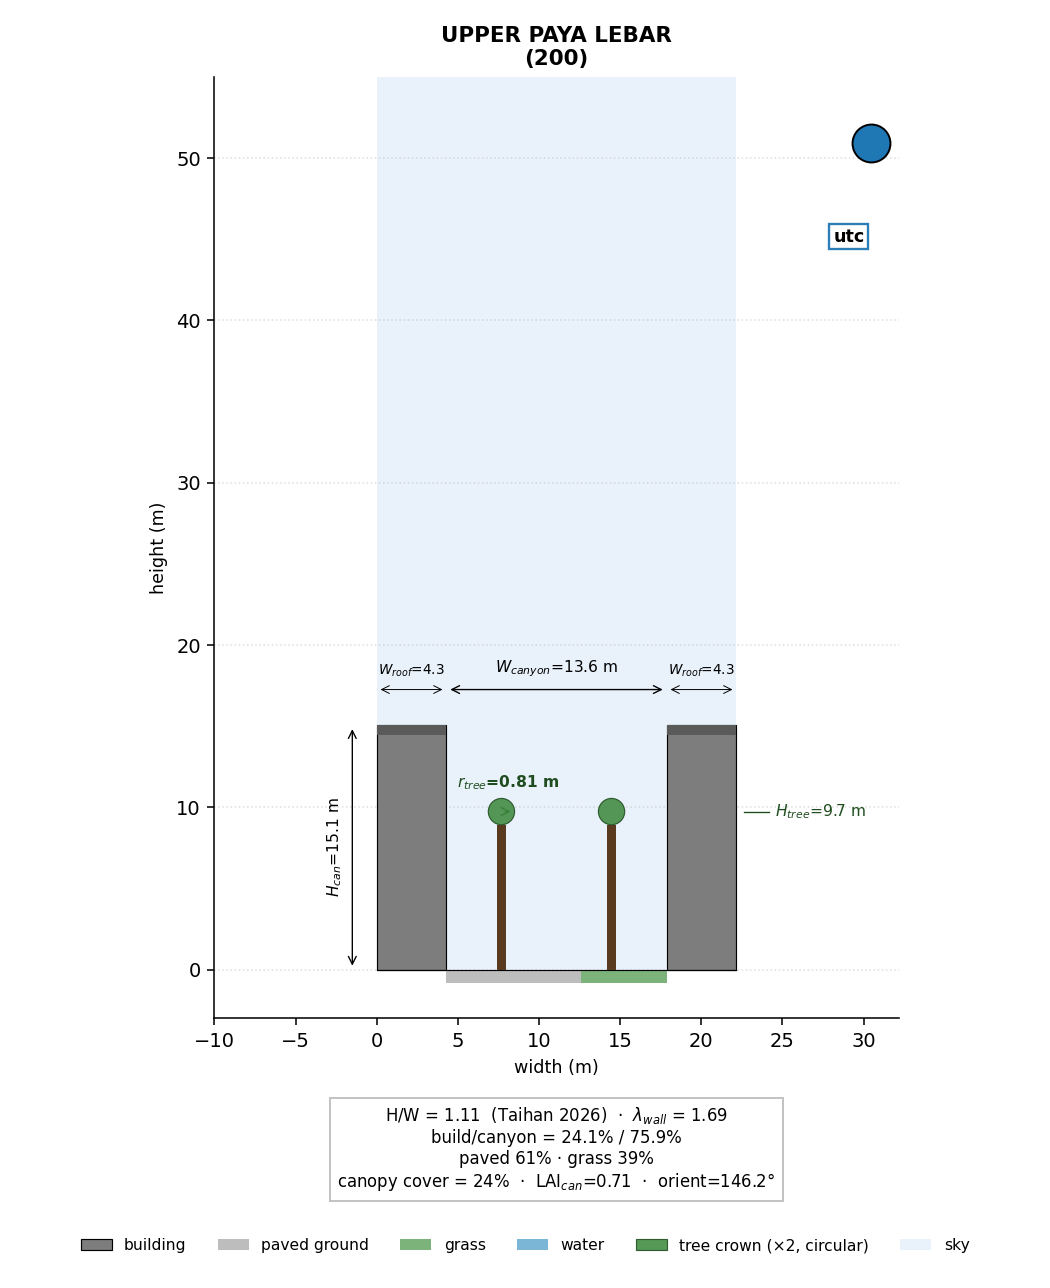 UPPER PAYA LEBAR
(200)
50
utc
40
30
height (m)
20
W_roof=4.3
W_canyon=13.6 m
W_roof=4.3
r_tree=0.81 m
10
H_tree=9.7 m
H_can=15.1 m
0
−10 −5 0 5 10 15 20 25 30
width (m)
H/W = 1.11 (Taihan 2026) · λ_wall = 1.69
build/canyon = 24.1% / 75.9%
paved 61% · grass 39%
canopy cover = 24% · LAI_can=0.71 · orient=146.2°
building paved ground grass water tree crown (×2, circular) sky